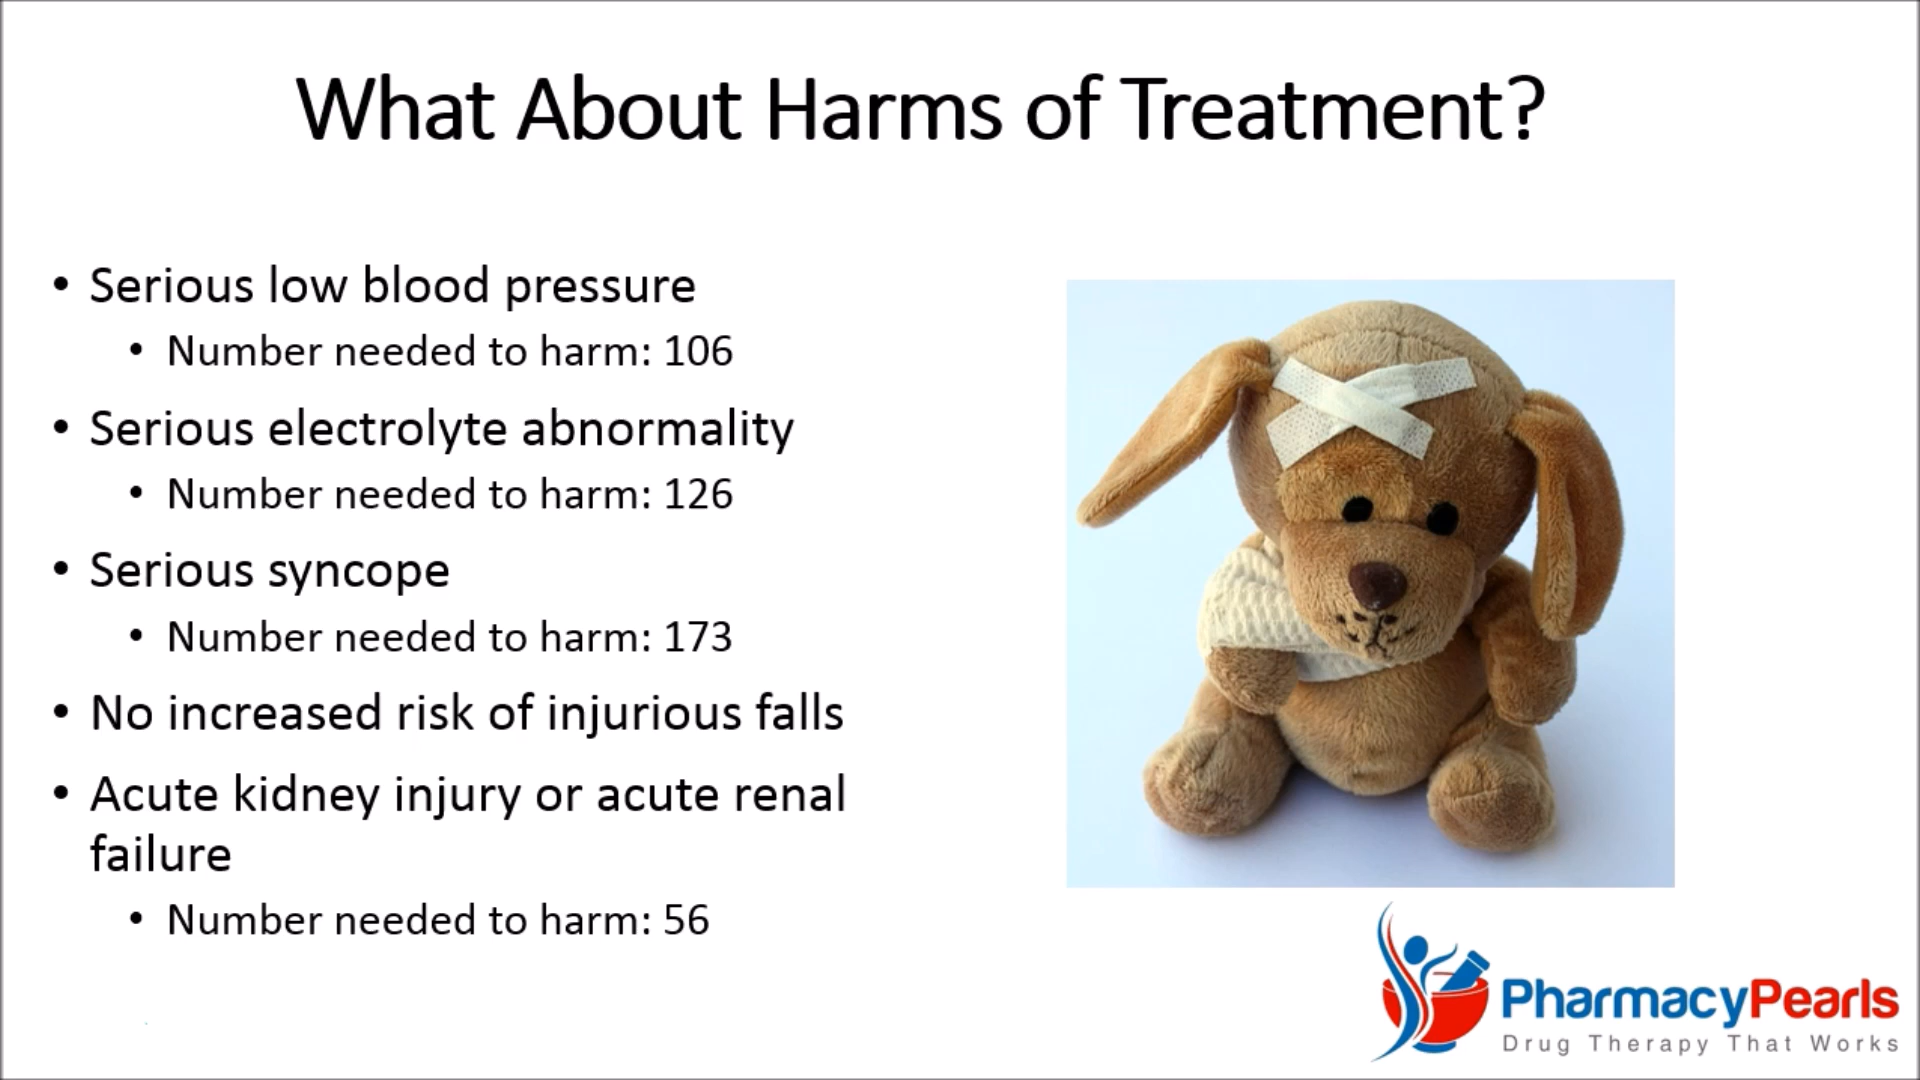 What About Harms of Treatment?
• Serious low blood pressure
• Number needed to harm: 106
• Serious electrolyte abnormality
• Number needed to harm: 126
• Serious syncope
• Number needed to harm: 173
• No increased risk of injurious falls
• Acute kidney injury or acute renal
failure
• Number needed to harm: 56
PharmacyPearls
Drug Therapy That Works